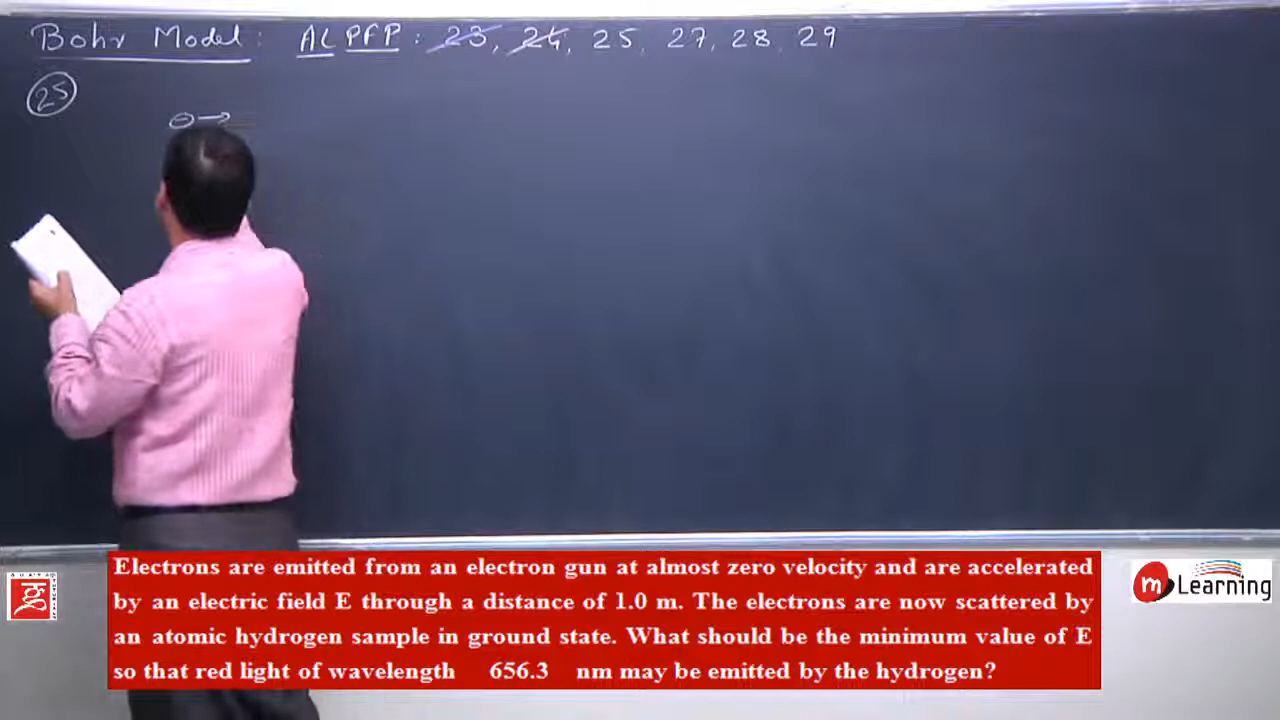 Bohr Model: AL PFP: 23, 24, 25, 27, 28, 29
25
Electrons are emitted from an electron gun at almost zero velocity and are accelerated
by an electric field E through a distance of 1.0 m. The electrons are now scattered by
an atomic hydrogen sample in ground state. What should be the minimum value of E
so that red light of wavelength 656.3 nm may be emitted by the hydrogen?
m Learning